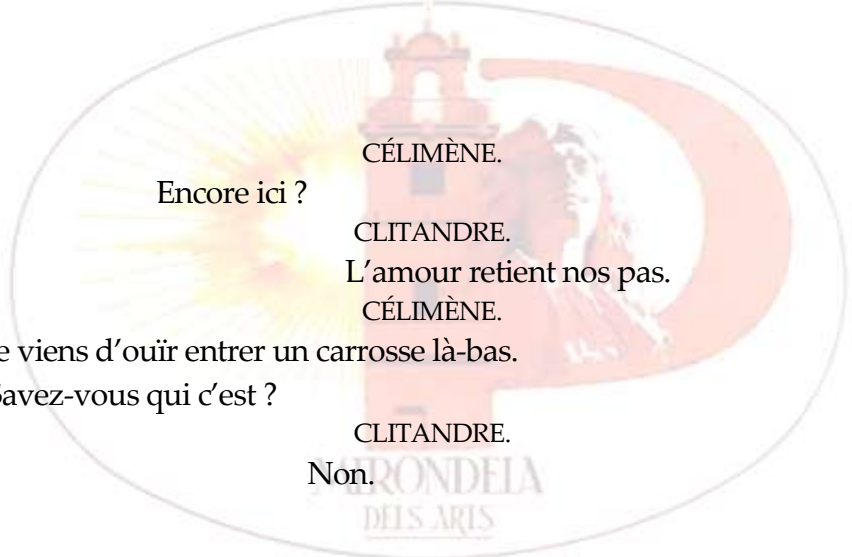 CÉLIMÈNE.
Encore ici ?
CLITANDRE.
L’amour retient nos pas.
CÉLIMÈNE.
e viens d’ouïr entrer un carrosse là-bas.
avez-vous qui c’est ?
CLITANDRE.
Non.
MIRONDELA
DELS ARTS